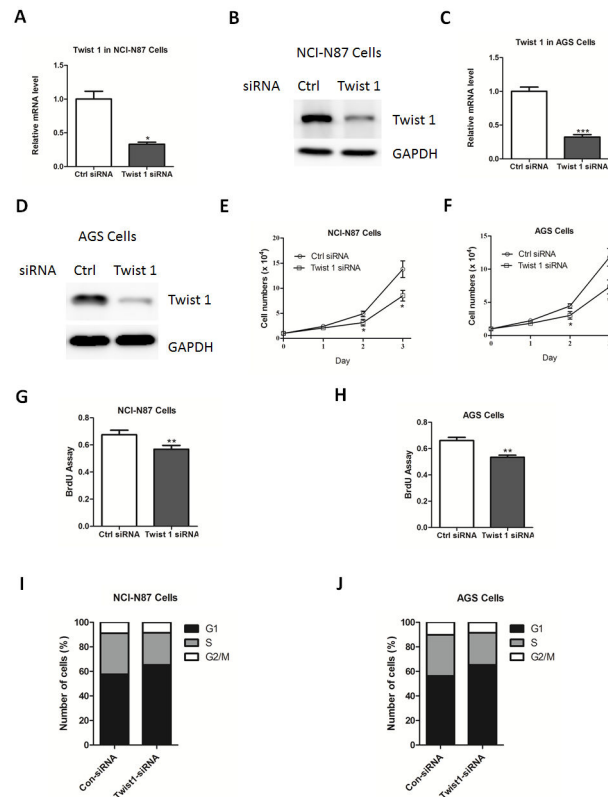 A
Twist 1 in NCI-N87 Cells
Relative mRNA level
1.5
1.0
0.5
0.0
*
Ctrl siRNA Twist 1 siRNA
B
NCI-N87 Cells
siRNA Ctrl Twist 1
Twist 1
GAPDH
C
Twist 1 in AGS Cells
Relative mRNA level
1.5
1.0
0.5
0.0
***
Ctrl siRNA Twist 1 siRNA
D
AGS Cells
siRNA Ctrl Twist 1
Twist 1
GAPDH
E
NCI-N87 Cells
Cell numbers (x 10⁴)
20
15
10
5
0
Ctrl siRNA
Twist 1 siRNA
*
*
0 1 2 3
Day
F
AGS Cells
Cell numbers (x 10⁴)
15
10
5
0
Ctrl siRNA
Twist 1 siRNA
*
0 1 2
Day
G
NCI-N87 Cells
BrdU Assay
0.8
0.6
0.4
0.2
0.0
**
Ctrl siRNA Twist 1 siRNA
H
AGS Cells
BrdU Assay
0.8
0.6
0.4
0.2
0.0
**
Ctrl siRNA Twist 1 siRNA
I
NCI-N87 Cells
Number of cells (%)
100
80
60
40
20
0
G1
S
G2/M
Con-siRNA Twist1-siRNA
J
AGS Cells
Number of cells (%)
100
80
60
40
20
0
G1
S
G2/M
Con-siRNA Twist1-siRNA